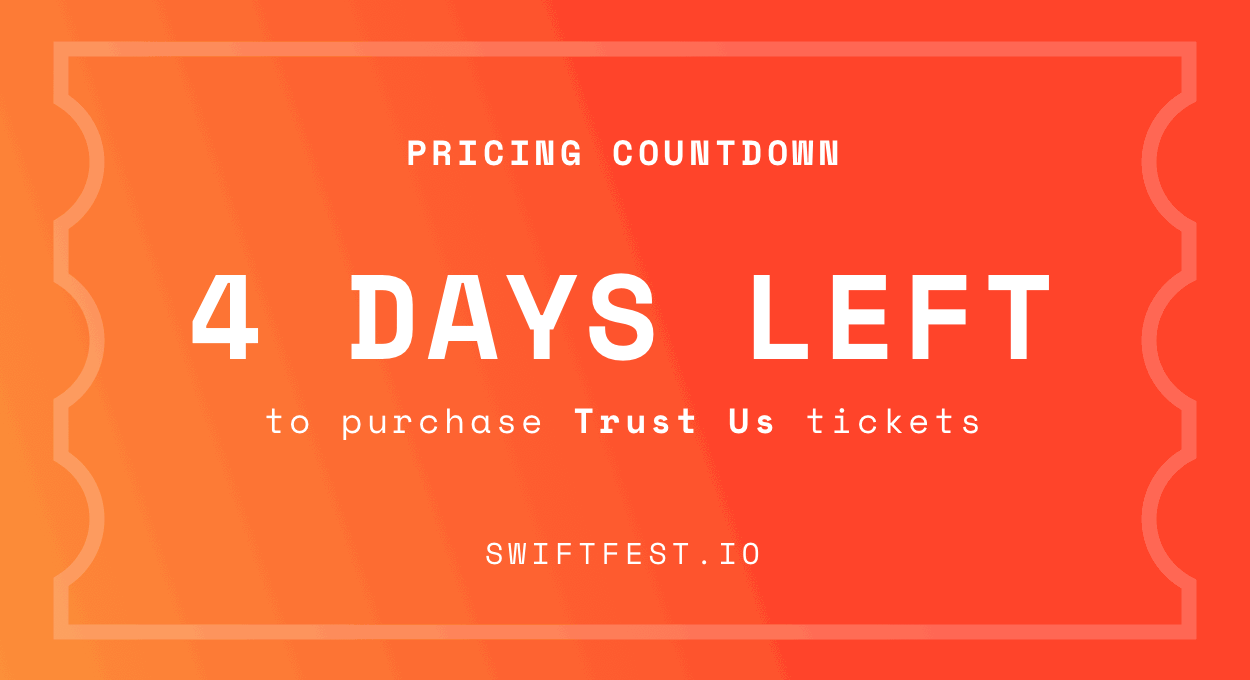 PRICING COUNTDOWN
4 DAYS LEFT
to purchase Trust Us tickets
SWIFTFEST.IO